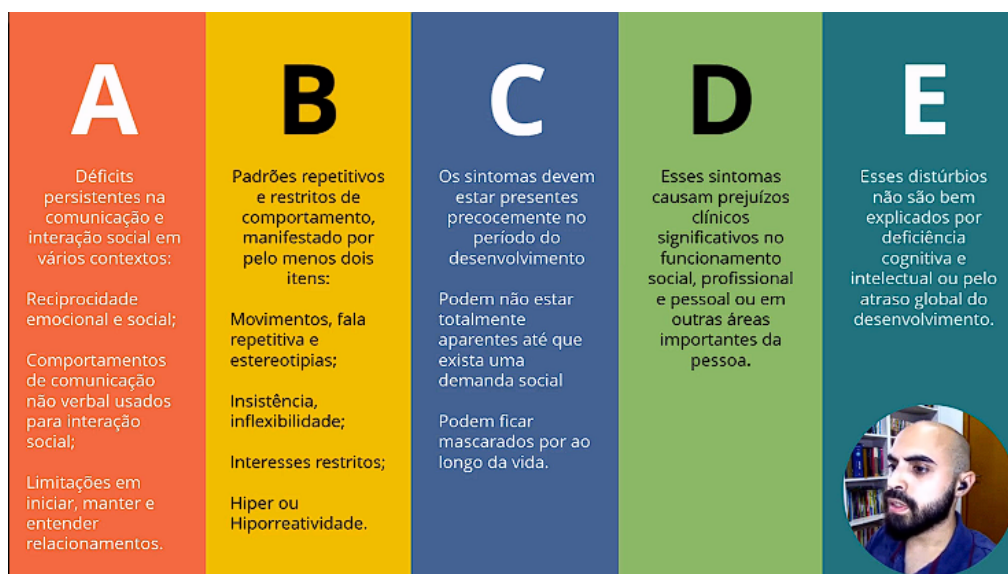 A
Déficits
persistentes na
comunicação e
interação social em
vários contextos:
Reciprocidade
emocional e social;
Comportamentos
de comunicação
não verbal usados
para interação
social;
Limitações em
iniciar, manter e
entender
relacionamentos.
B
Padrões repetitivos
e restritos de
comportamento,
manifestado por
pelo menos dois
itens:
Movimentos, fala
repetitiva e
estereotipias;
Insistência,
inflexibilidade;
Interesses restritos;
Hiper ou
Hiporreatividade.
C
Os sintomas devem
estar presentes
precocemente no
período do
desenvolvimento
Podem não estar
totalmente
aparentes até que
exista uma
demanda social
Podem ficar
mascarados por ao
longo da vida.
D
Esses sintomas
causam prejuízos
clínicos
significativos no
funcionamento
social, profissional
e pessoal ou em
outras áreas
importantes da
pessoa.
E
Esses distúrbios
não são bem
explicados por
deficiência
cognitiva e
intelectual ou pelo
atraso global do
desenvolvimento.